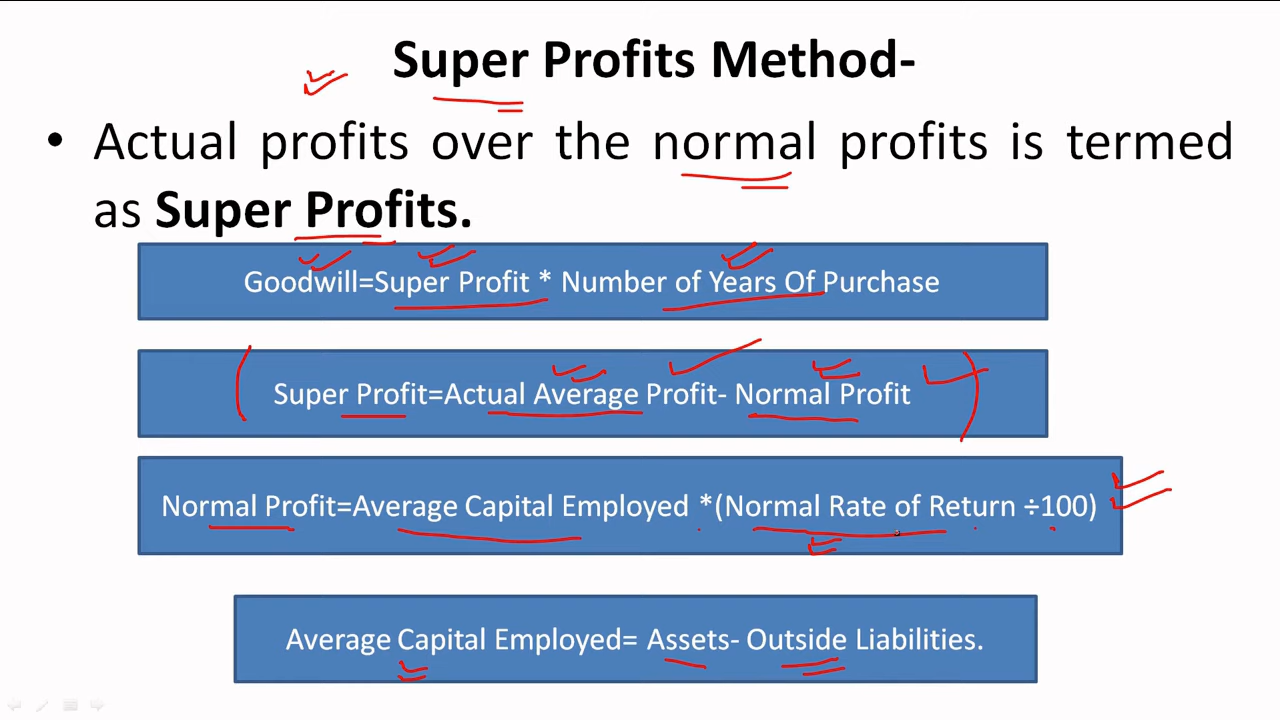 Super Profits Method-
• Actual profits over the normal profits is termed
as Super Profits.
Goodwill=Super Profit * Number of Years Of Purchase
Super Profit=Actual Average Profit- Normal Profit
Normal Profit=Average Capital Employed *(Normal Rate of Return ÷100)
Average Capital Employed= Assets- Outside Liabilities.